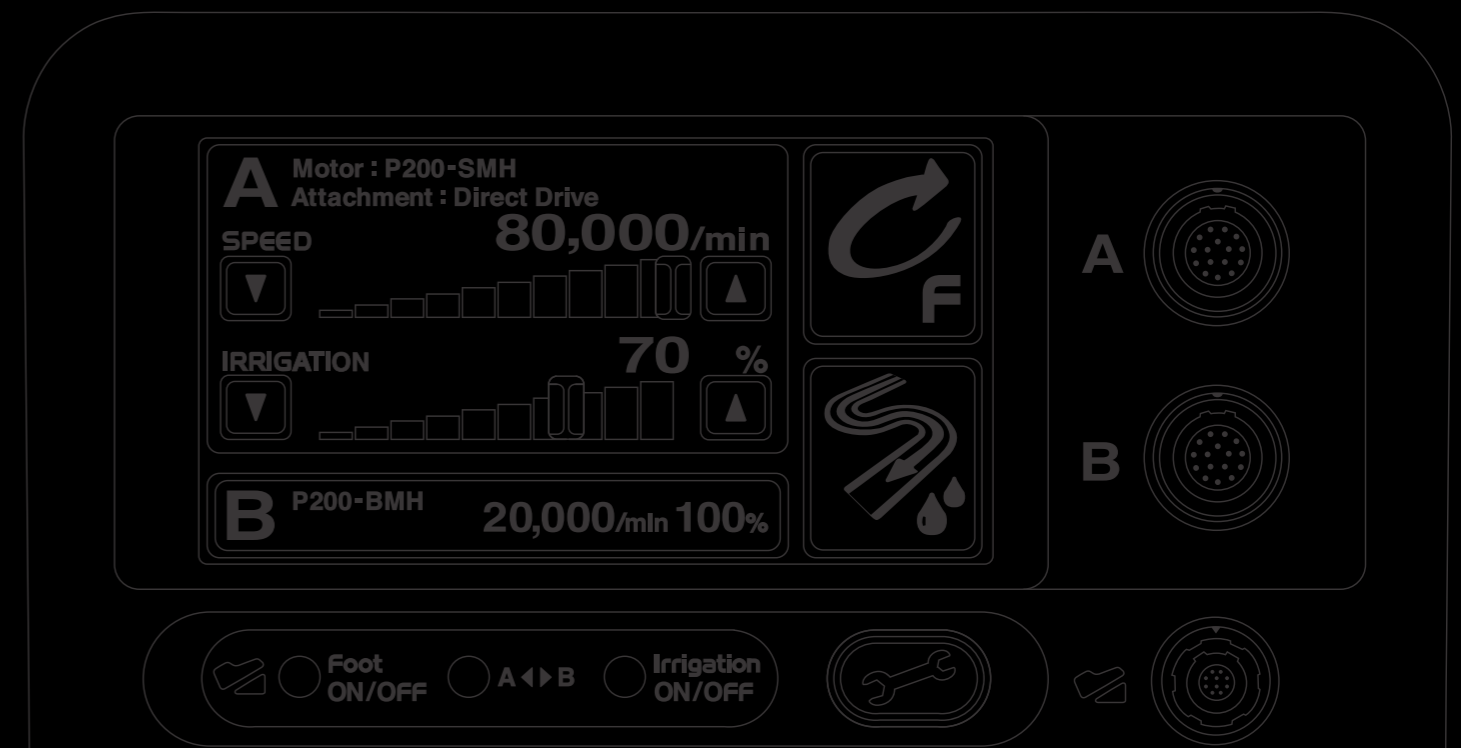 A
Motor : P200-SMH
Attachment : Direct Drive
SPEED
80,000/min
▼
▲
IRRIGATION
70 %
▼
▲
F
B
P200-BMH
20,000/min 100%
A
B
Foot
ON/OFF
A◀▶B
Irrigation
ON/OFF